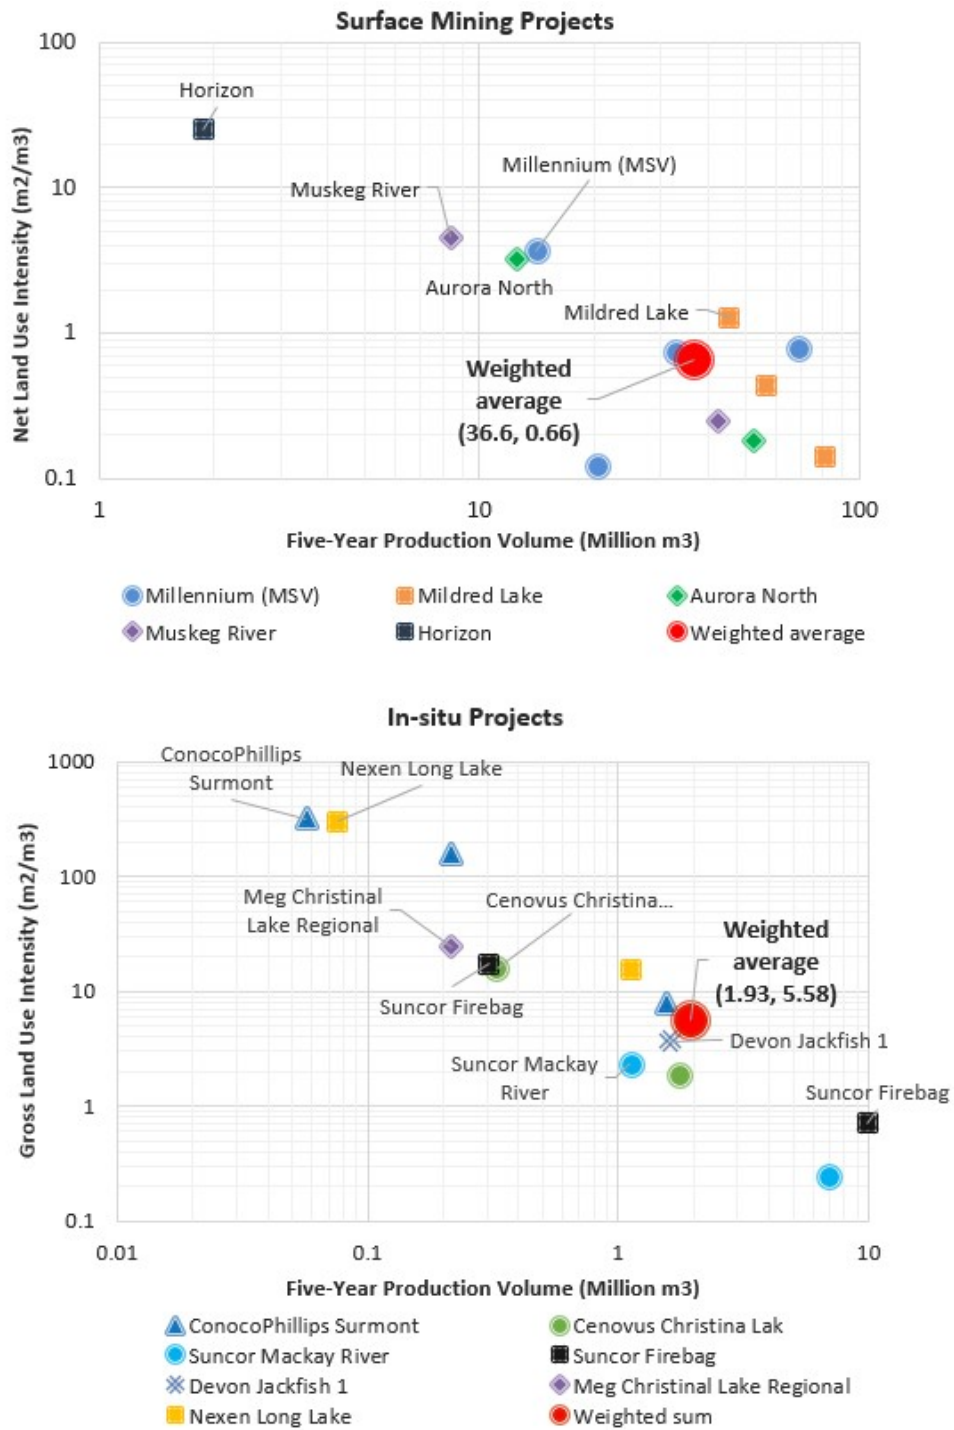 Surface Mining Projects
100
10
1
0.1
Net Land Use Intensity (m2/m3)
Horizon
Millennium (MSV)
Muskeg River
Aurora North
Mildred Lake
Weighted
average
(36.6, 0.66)
1
10
100
Five-Year Production Volume (Million m3)
Millennium (MSV)
Mildred Lake
Aurora North
Muskeg River
Horizon
Weighted average
In-situ Projects
1000
100
10
1
0.1
Gross Land Use Intensity (m2/m3)
ConocoPhillips
Surmont
Nexen Long Lake
Meg Christinal
Lake Regional
Cenovus Christina...
Suncor Firebag
Weighted
average
(1.93, 5.58)
Devon Jackfish 1
Suncor Mackay
River
Suncor Firebag
0.01
0.1
1
10
Five-Year Production Volume (Million m3)
ConocoPhillips Surmont
Cenovus Christina Lak
Suncor Mackay River
Suncor Firebag
Devon Jackfish 1
Meg Christinal Lake Regional
Nexen Long Lake
Weighted sum